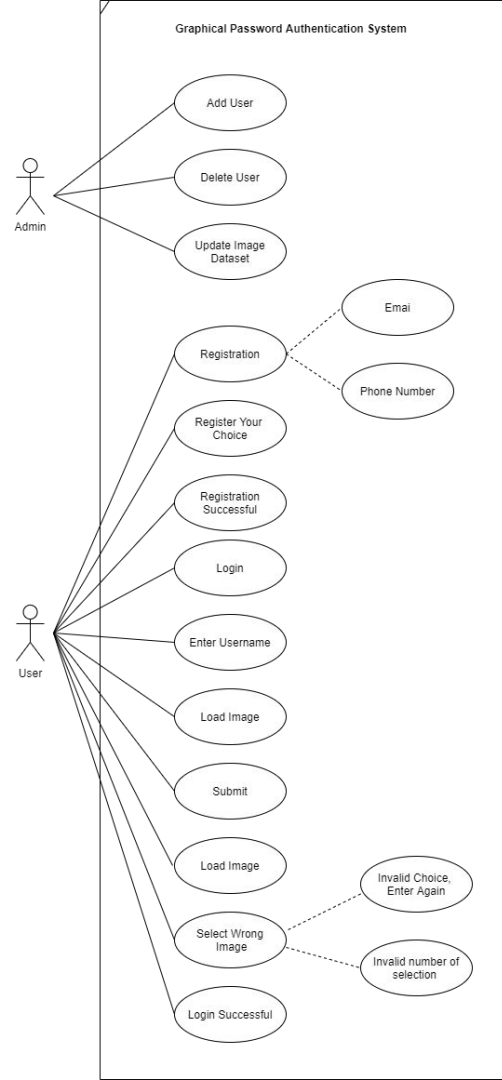 Graphical Password Authentication System
Add User
Delete User
Admin
Update Image
Dataset
Emai
Registration
Phone Number
Register Your
Choice
Registration
Successful
Login
Enter Username
User
Load Image
Submit
Load Image
Invalid Choice,
Enter Again
Select Wrong
Image
Invalid number of
selection
Login Successful